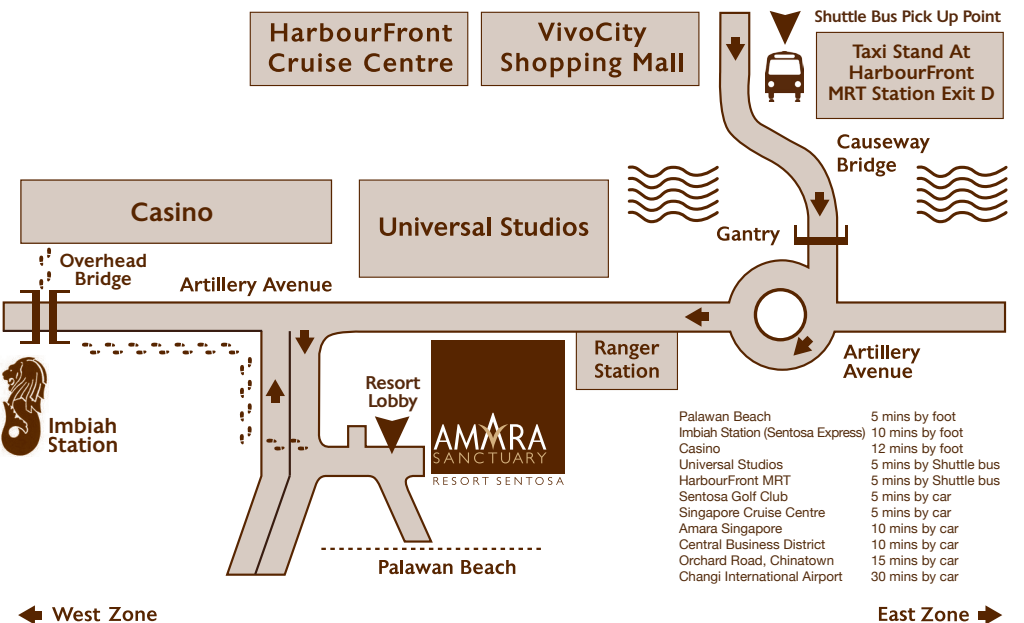 Shuttle Bus Pick Up Point
HarbourFront
Cruise Centre
VivoCity
Shopping Mall
Taxi Stand At
HarbourFront
MRT Station Exit D
Causeway
Bridge
Casino
Universal Studios
Gantry
Overhead
Bridge
Artillery Avenue
Ranger
Station
Artillery
Avenue
Resort
Lobby
Imbiah
Station
AMARA
SANCTUARY
RESORT SENTOSA
Palawan Beach 5 mins by foot
Imbiah Station (Sentosa Express) 10 mins by foot
Casino 12 mins by foot
Universal Studios 5 mins by Shuttle bus
HarbourFront MRT 5 mins by Shuttle bus
Sentosa Golf Club 5 mins by car
Singapore Cruise Centre 5 mins by car
Amara Singapore 10 mins by car
Central Business District 10 mins by car
Orchard Road, Chinatown 15 mins by car
Changi International Airport 30 mins by car
Palawan Beach
West Zone
East Zone